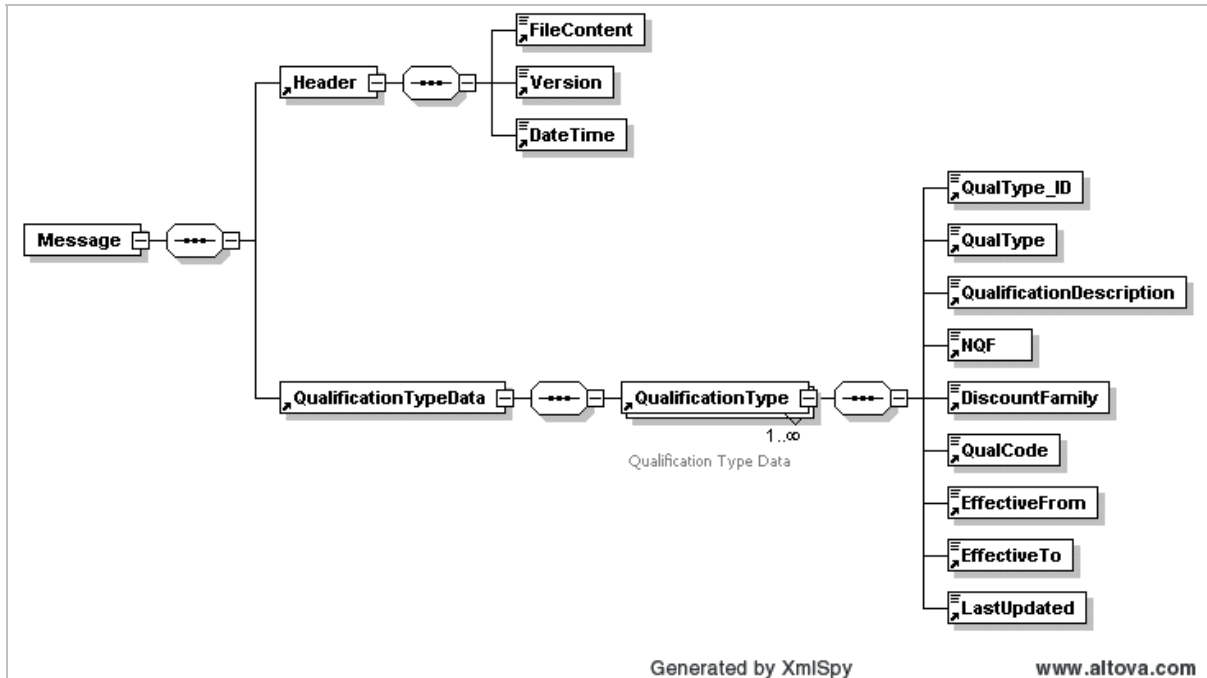 FileContent
Header
Version
DateTime
Message
QualType_ID
QualType
QualificationDescription
NQF
QualificationTypeData
QualificationType
DiscountFamily
1..∞
Qualification Type Data
QualCode
EffectiveFrom
EffectiveTo
LastUpdated
Generated by XmlSpy
www.altova.com